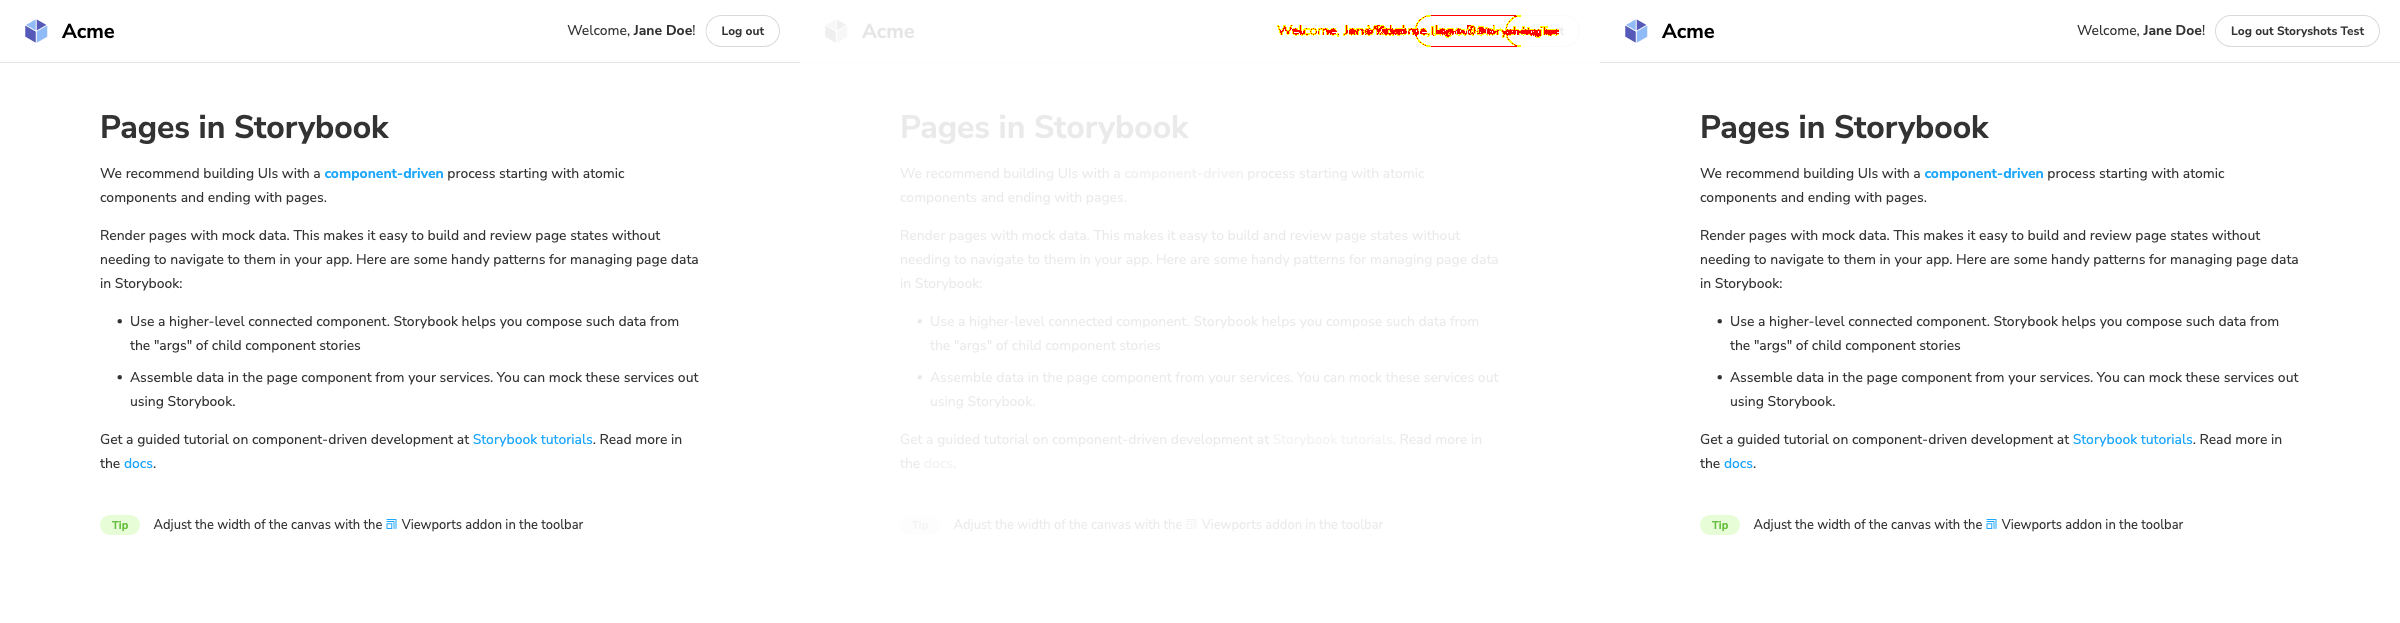 Acme
Welcome, Jane Doe!
Log out
Pages in Storybook
We recommend building UIs with a component-driven process starting with atomic
components and ending with pages.
Render pages with mock data. This makes it easy to build and review page states without
needing to navigate to them in your app. Here are some handy patterns for managing page data
in Storybook:
• Use a higher-level connected component. Storybook helps you compose such data from
the "args" of child component stories
• Assemble data in the page component from your services. You can mock these services out
using Storybook.
Get a guided tutorial on component-driven development at Storybook tutorials. Read more in
the docs.
Tip Adjust the width of the canvas with the Viewports addon in the toolbar
Acme
Welcome,
Pages in Storybook
We recommend building UIs with a component-driven process starting with atomic
components and ending with pages.
Render pages with mock data. This makes it easy to build and review page states without
needing to navigate to them in your app. Here are some handy patterns for managing page data
in Storybook:
• Use a higher-level connected component. Storybook helps you compose such data from
the "args" of child component stories
• Assemble data in the page component from your services. You can mock these services out
using Storybook.
Get a guided tutorial on component-driven development at Storybook tutorials. Read more in
the docs.
Tip Adjust the width of the canvas with the Viewports addon in the toolbar
Acme
Welcome, Jane Doe!
Log out Storyshots Test
Pages in Storybook
We recommend building UIs with a component-driven process starting with atomic
components and ending with pages.
Render pages with mock data. This makes it easy to build and review page states without
needing to navigate to them in your app. Here are some handy patterns for managing page data
in Storybook:
• Use a higher-level connected component. Storybook helps you compose such data from
the "args" of child component stories
• Assemble data in the page component from your services. You can mock these services out
using Storybook.
Get a guided tutorial on component-driven development at Storybook tutorials. Read more in
the docs.
Tip Adjust the width of the canvas with the Viewports addon in the toolbar